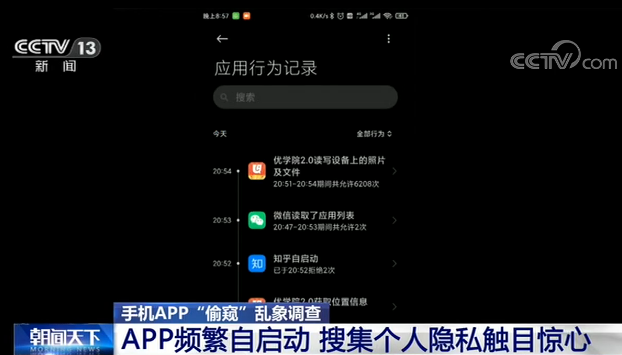 CCTV 13
新闻
晚上8:57
0.4K/s
CCTV.com
应用行为记录
搜索
今天
全部行为
20:54
优学院2.0读写设备上的照片
及文件
20:51-20:54期间共允许6208次
20:53
微信读取了应用列表
20:47-20:53期间共允许2次
20:52
知
知乎自启动
已于20:52拒绝2次
优学院2.0获取位置信息
手机APP“偷窥”乱象调查
朝闻天下
MORNING NEWS
APP频繁自启动 搜集个人隐私触目惊心